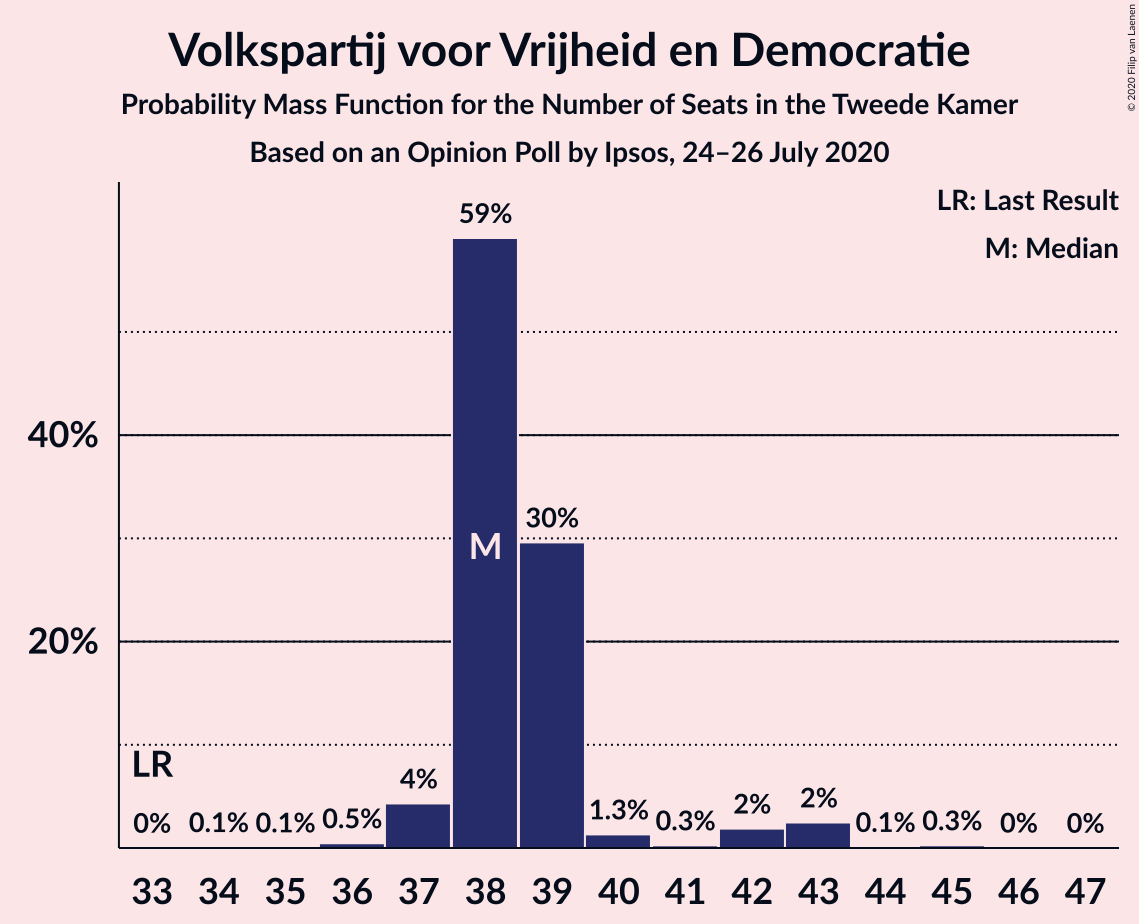 Volkspartij voor Vrijheid en Democratie
Probability Mass Function for the Number of Seats in the Tweede Kamer
Based on an Opinion Poll by Ipsos, 24–26 July 2020
© 2020 Filip van Laenen
LR: Last Result
M: Median
59%
40%
30%
M
20%
LR
0% 0.1% 0.1% 0.5% 4% 1.3% 0.3% 2% 2% 0.1% 0.3% 0% 0%
33 34 35 36 37 38 39 40 41 42 43 44 45 46 47